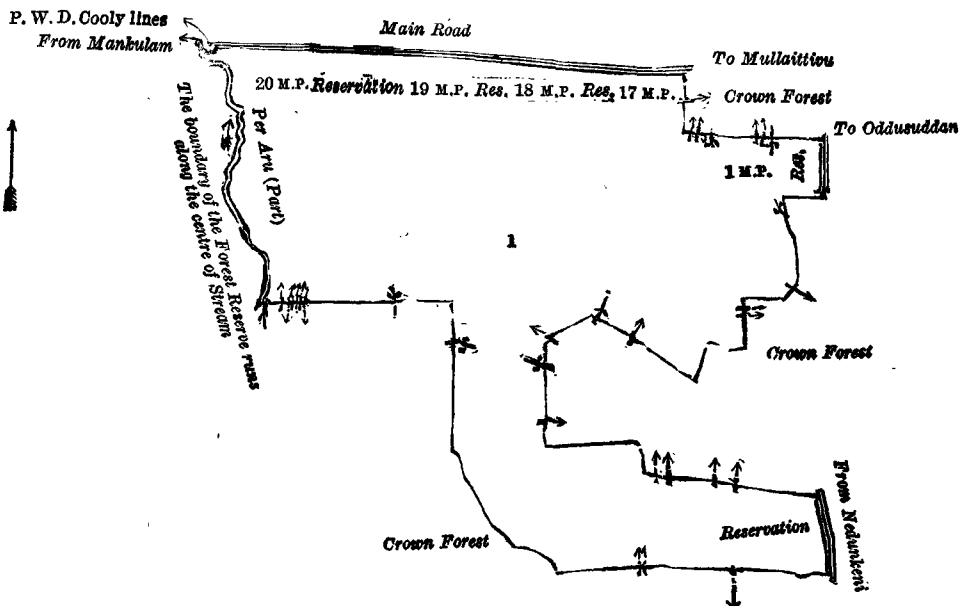 P. W. D. Cooly lines
From Mankulam
Main Road
To Mullaittivu
20 M.P. Reservation 19 M.P. Res. 18 M.P. Res. 17 M.P.
Crown Forest
To Oddusuddan
1 M.P.
Res.
Per Aru (Part)
The boundary of the Forest Reserve runs
along the centre of Stream
1
Crown Forest
From Nedunkeni
Reservation
Crown Forest